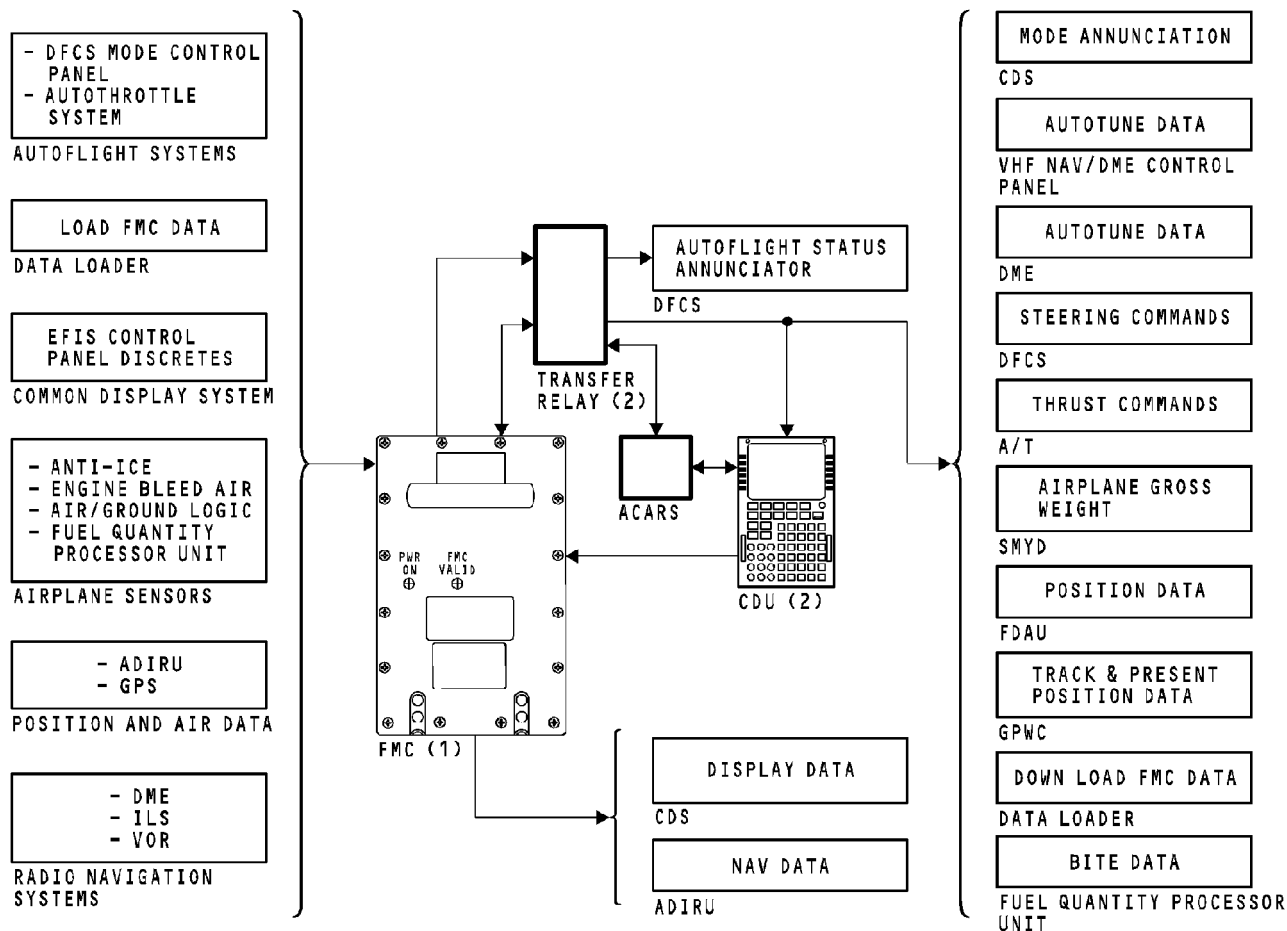 - DFCS MODE CONTROL
PANEL
- AUTOTHROTTLE
SYSTEM
AUTOFLIGHT SYSTEMS
LOAD FMC DATA
DATA LOADER
EFIS CONTROL
PANEL DISCRETES
COMMON DISPLAY SYSTEM
- ANTI-ICE
- ENGINE BLEED AIR
- AIR/GROUND LOGIC
- FUEL QUANTITY
PROCESSOR UNIT
AIRPLANE SENSORS
- ADIRU
- GPS
POSITION AND AIR DATA
- DME
- ILS
- VOR
RADIO NAVIGATION
SYSTEMS
AUTOFLIGHT STATUS
ANNUNCIATOR
DFCS
TRANSFER
RELAY (2)
ACARS
CDU (2)
PWR
ON
FMC
VALID
FMC (1)
DISPLAY DATA
CDS
NAV DATA
ADIRU
MODE ANNUNCIATION
CDS
AUTOTUNE DATA
VHF NAV/DME CONTROL
PANEL
AUTOTUNE DATA
DME
STEERING COMMANDS
DFCS
THRUST COMMANDS
A/T
AIRPLANE GROSS
WEIGHT
SMYD
POSITION DATA
FDAU
TRACK & PRESENT
POSITION DATA
GPWC
DOWN LOAD FMC DATA
DATA LOADER
BITE DATA
FUEL QUANTITY PROCESSOR
UNIT